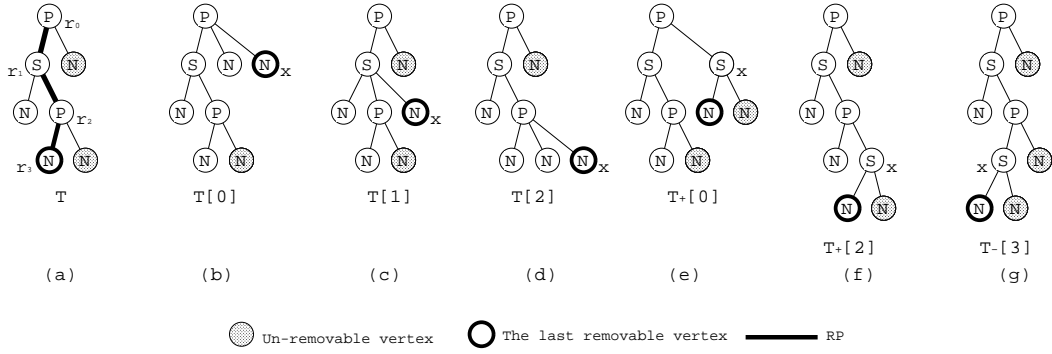 P r₀ P P P P P P
r₁ S N S N N x S N S N S S x S N S N
N P r₂ N P N P N x N P N P N N N P N P
r₃ N N N N N N N N N x N N N S x x S N
T T[0] T[1] T[2] T₊[0]
N N N N
T₊[2] T₋[3]
(a) (b) (c) (d) (e) (f) (g)
Un-removable vertex The last removable vertex RP